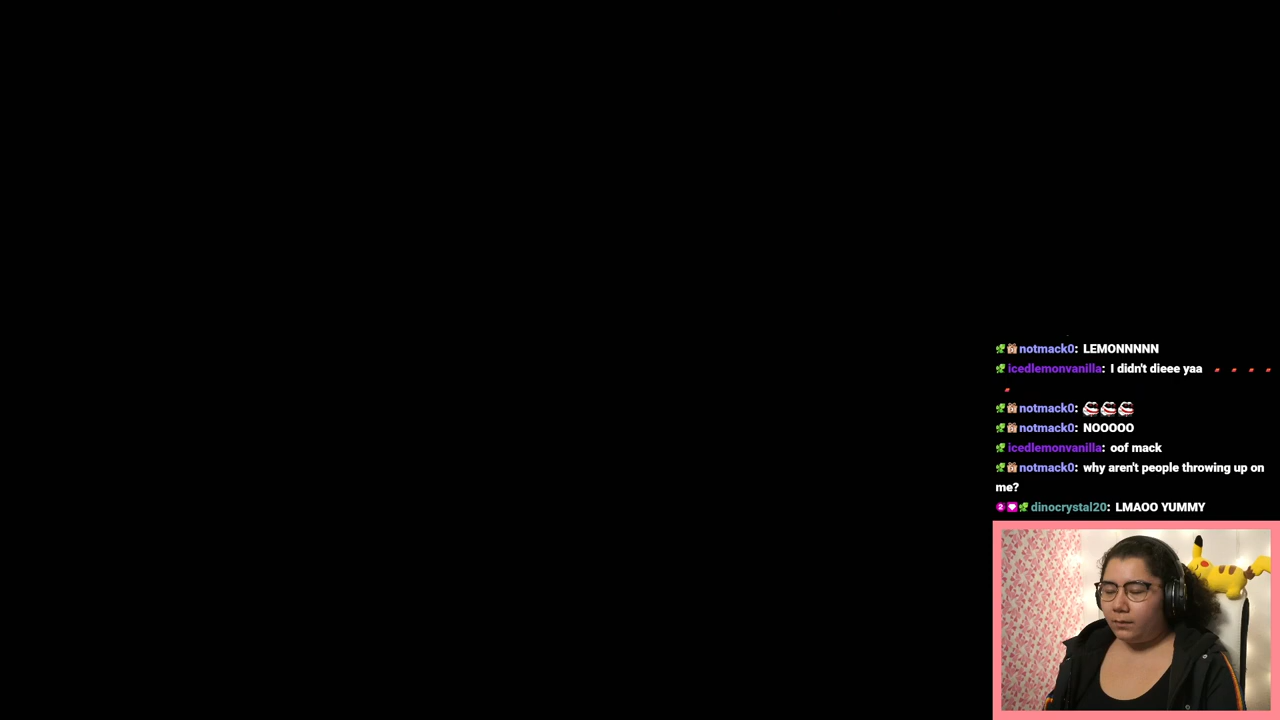 notmack0: LEMONNNNN
icedlemonvanilla: I didn't dieee yaa
notmack0:
notmack0: NOOOOO
icedlemonvanilla: oof mack
notmack0: why aren't people throwing up on
me?
2 dinocrystal20: LMAOO YUMMY